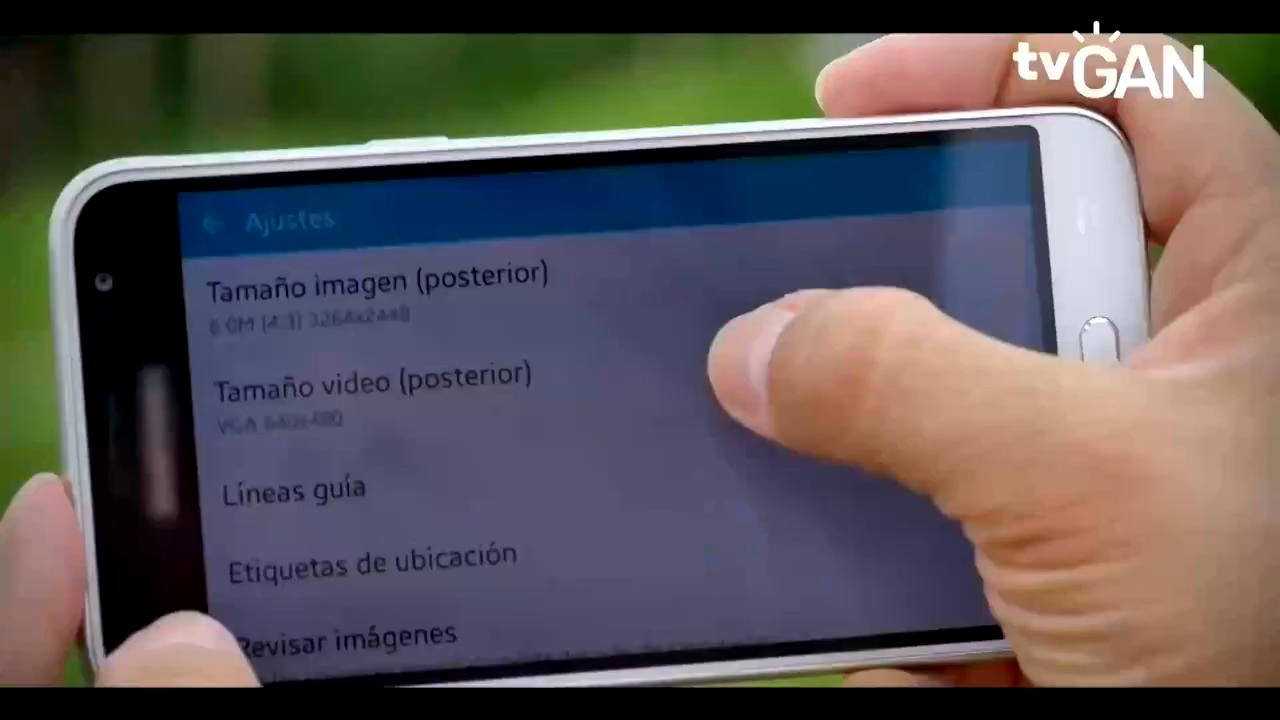 tvGAN
Ajustes
Tamaño imagen (posterior)
8.0M (4:3) 3264x2448
Tamaño video (posterior)
VGA 640x480
Líneas guía
Etiquetas de ubicación
Revisar imágenes